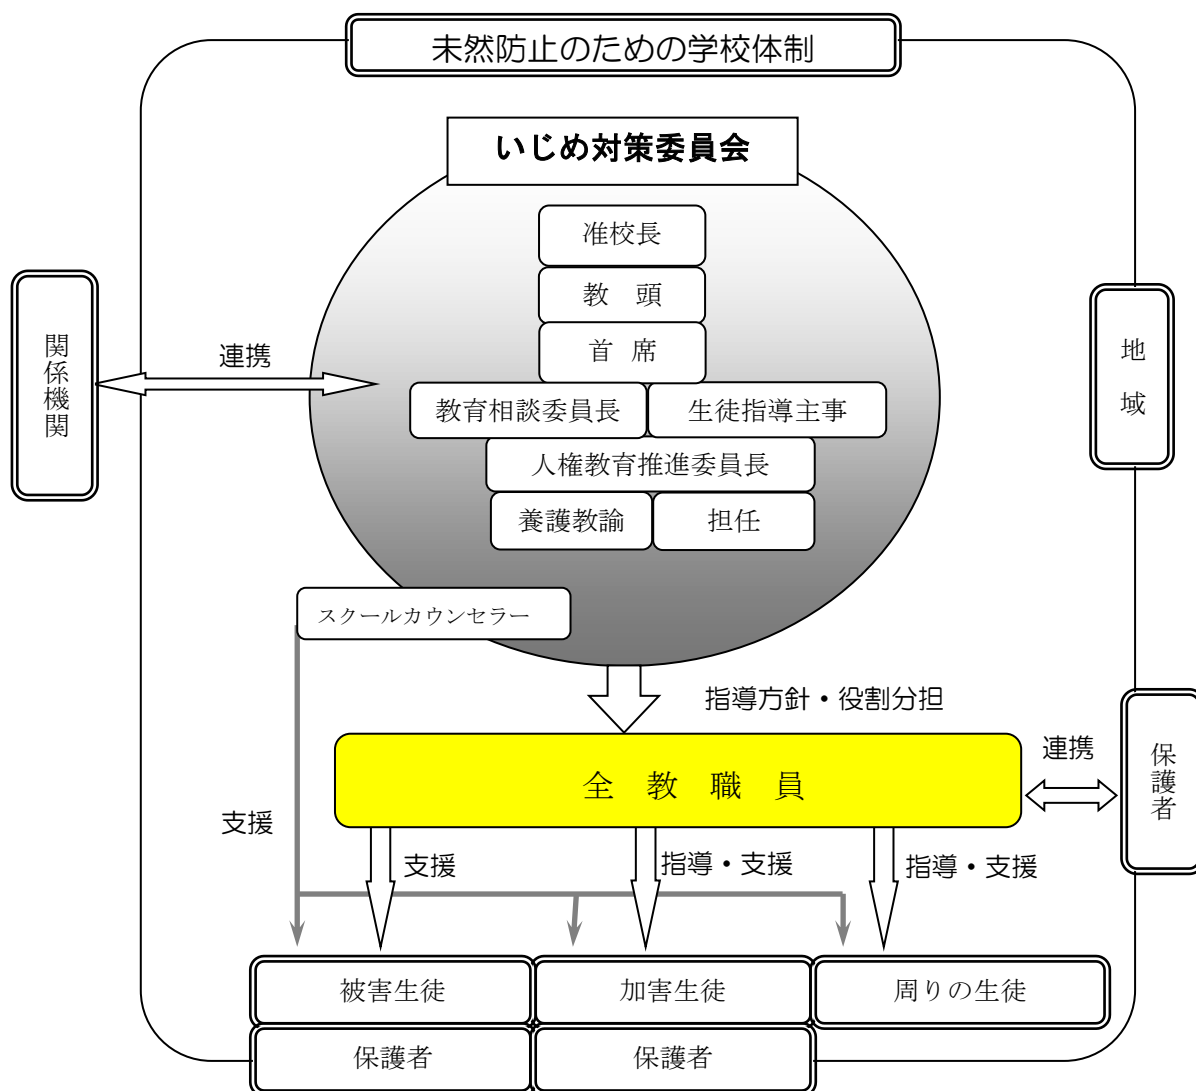 未然防止のための学校体制
いじめ対策委員会
准校長
教　頭
首　席
教育相談委員長
生徒指導主事
人権教育推進委員長
養護教諭
担任
スクールカウンセラー
関係機関
連携
地域
指導方針・役割分担
全　教　職　員
連携
保護者
支援
支援
指導・支援
指導・支援
被害生徒
加害生徒
周りの生徒
保護者
保護者